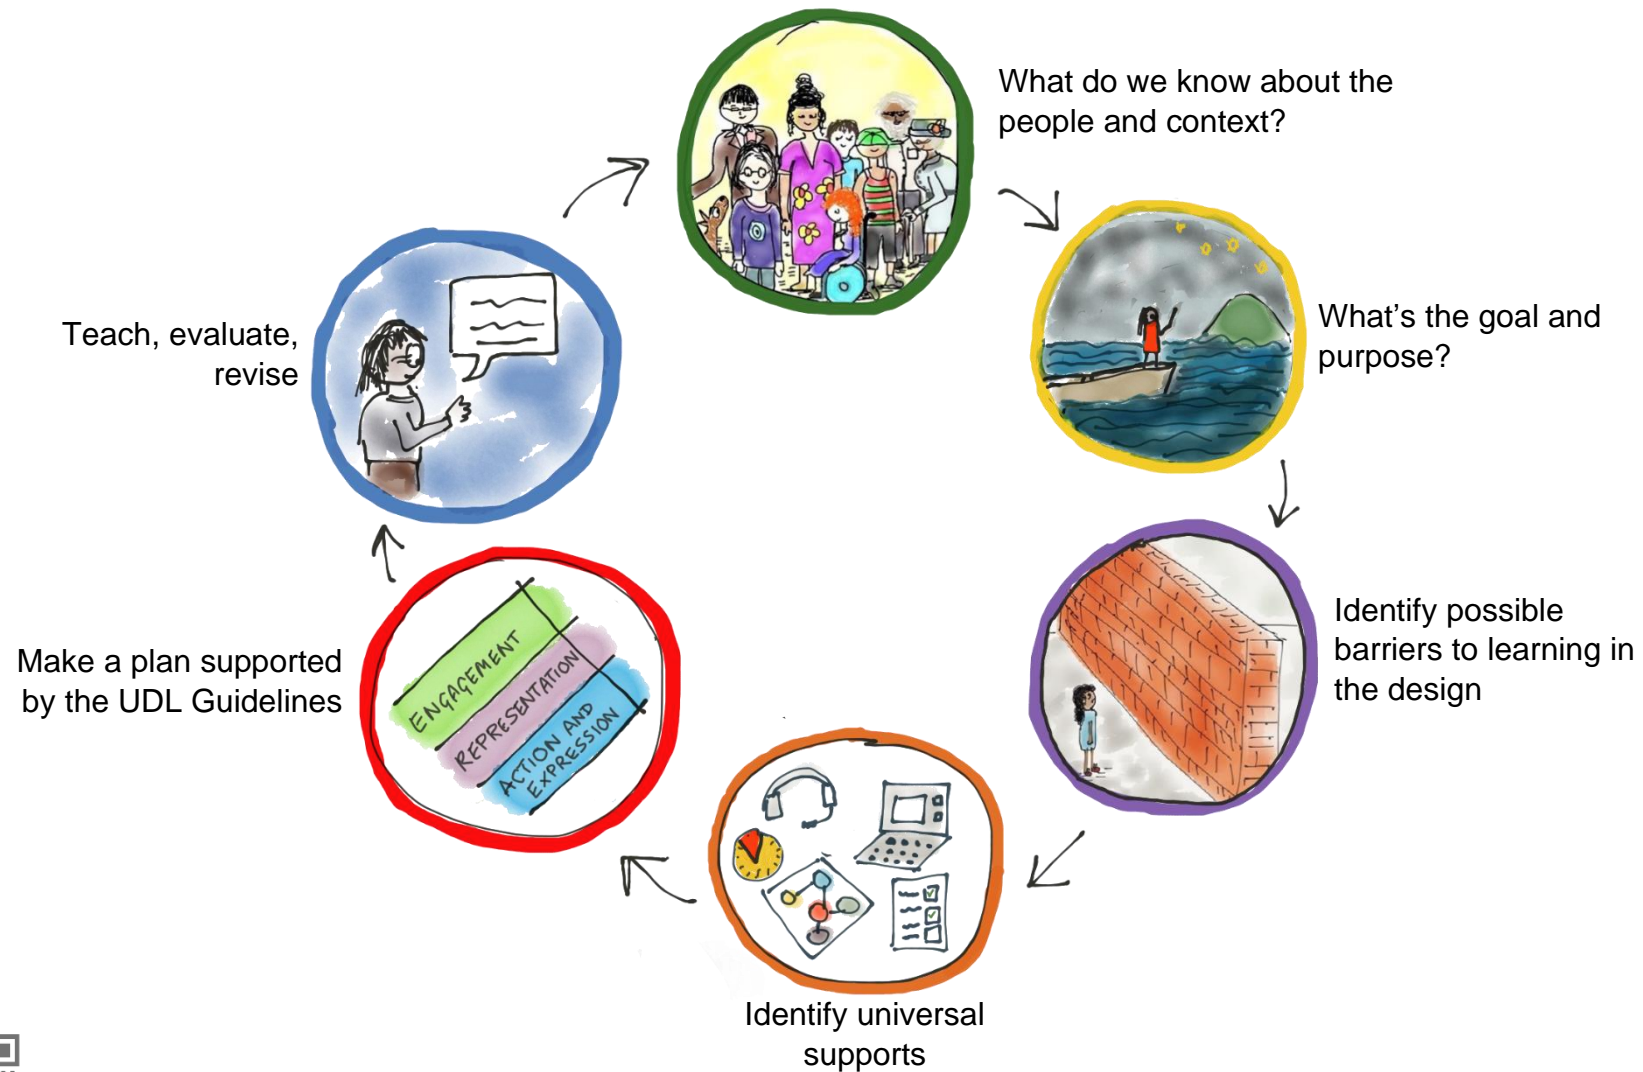 What do we know about the
people and context?
What’s the goal and
purpose?
Teach, evaluate,
revise
Identify possible
barriers to learning in
the design
Make a plan supported
by the UDL Guidelines
ENGAGEMENT
REPRESENTATION
ACTION AND
EXPRESSION
Identify universal
supports